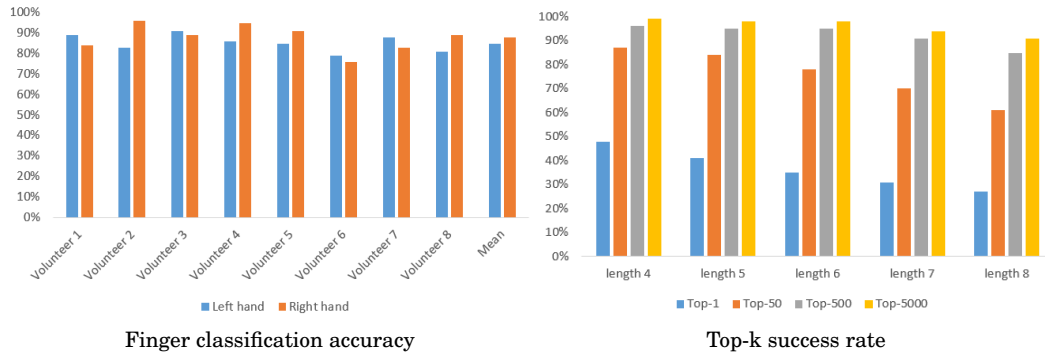 100%
90%
80%
70%
60%
50%
40%
30%
20%
10%
0%
Volunteer 1
Volunteer 2
Volunteer 3
Volunteer 4
Volunteer 5
Volunteer 6
Volunteer 7
Volunteer 8
Mean
Left hand Right hand
Finger classification accuracy
100%
90%
80%
70%
60%
50%
40%
30%
20%
10%
0%
length 4 length 5 length 6 length 7 length 8
Top-1 Top-50 Top-500 Top-5000
Top-k success rate